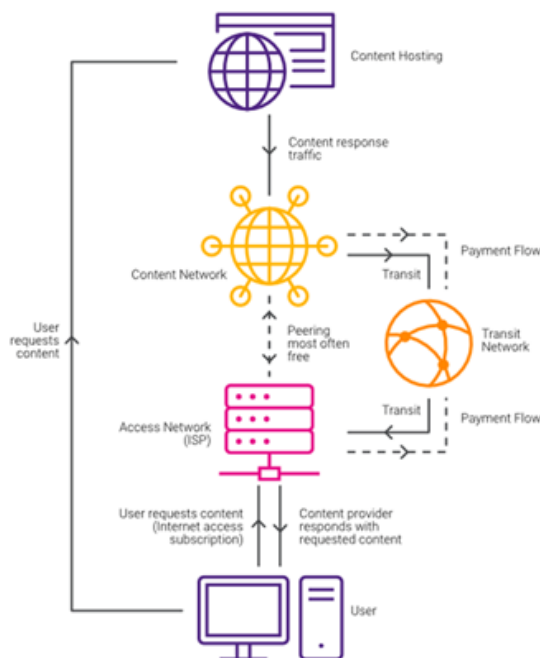 Content Hosting
Content response
traffic
Content Network
Payment Flow
Transit
User
requests
content
Peering
most often
free
Transit
Network
Transit
Access Network
(ISP)
Payment Flow
User requests content
(Internet access
subscription)
Content provider
responds with
requested content
User